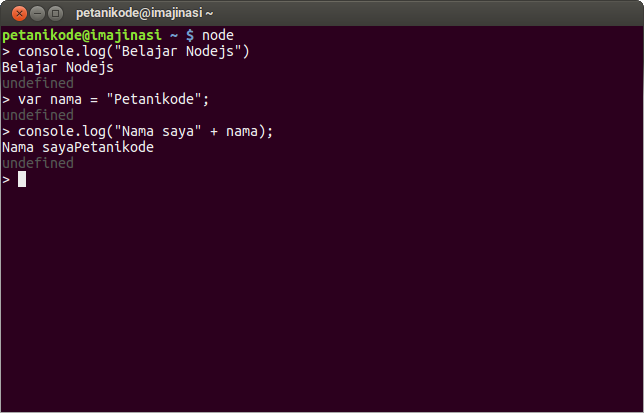 petanikode@imajinasi ~
petanikode@imajinasi ~ $ node
> console.log("Belajar Nodejs")
Belajar Nodejs
undefined
> var nama = "Petanikode";
undefined
> console.log("Nama saya" + nama);
Nama sayaPetanikode
undefined
>